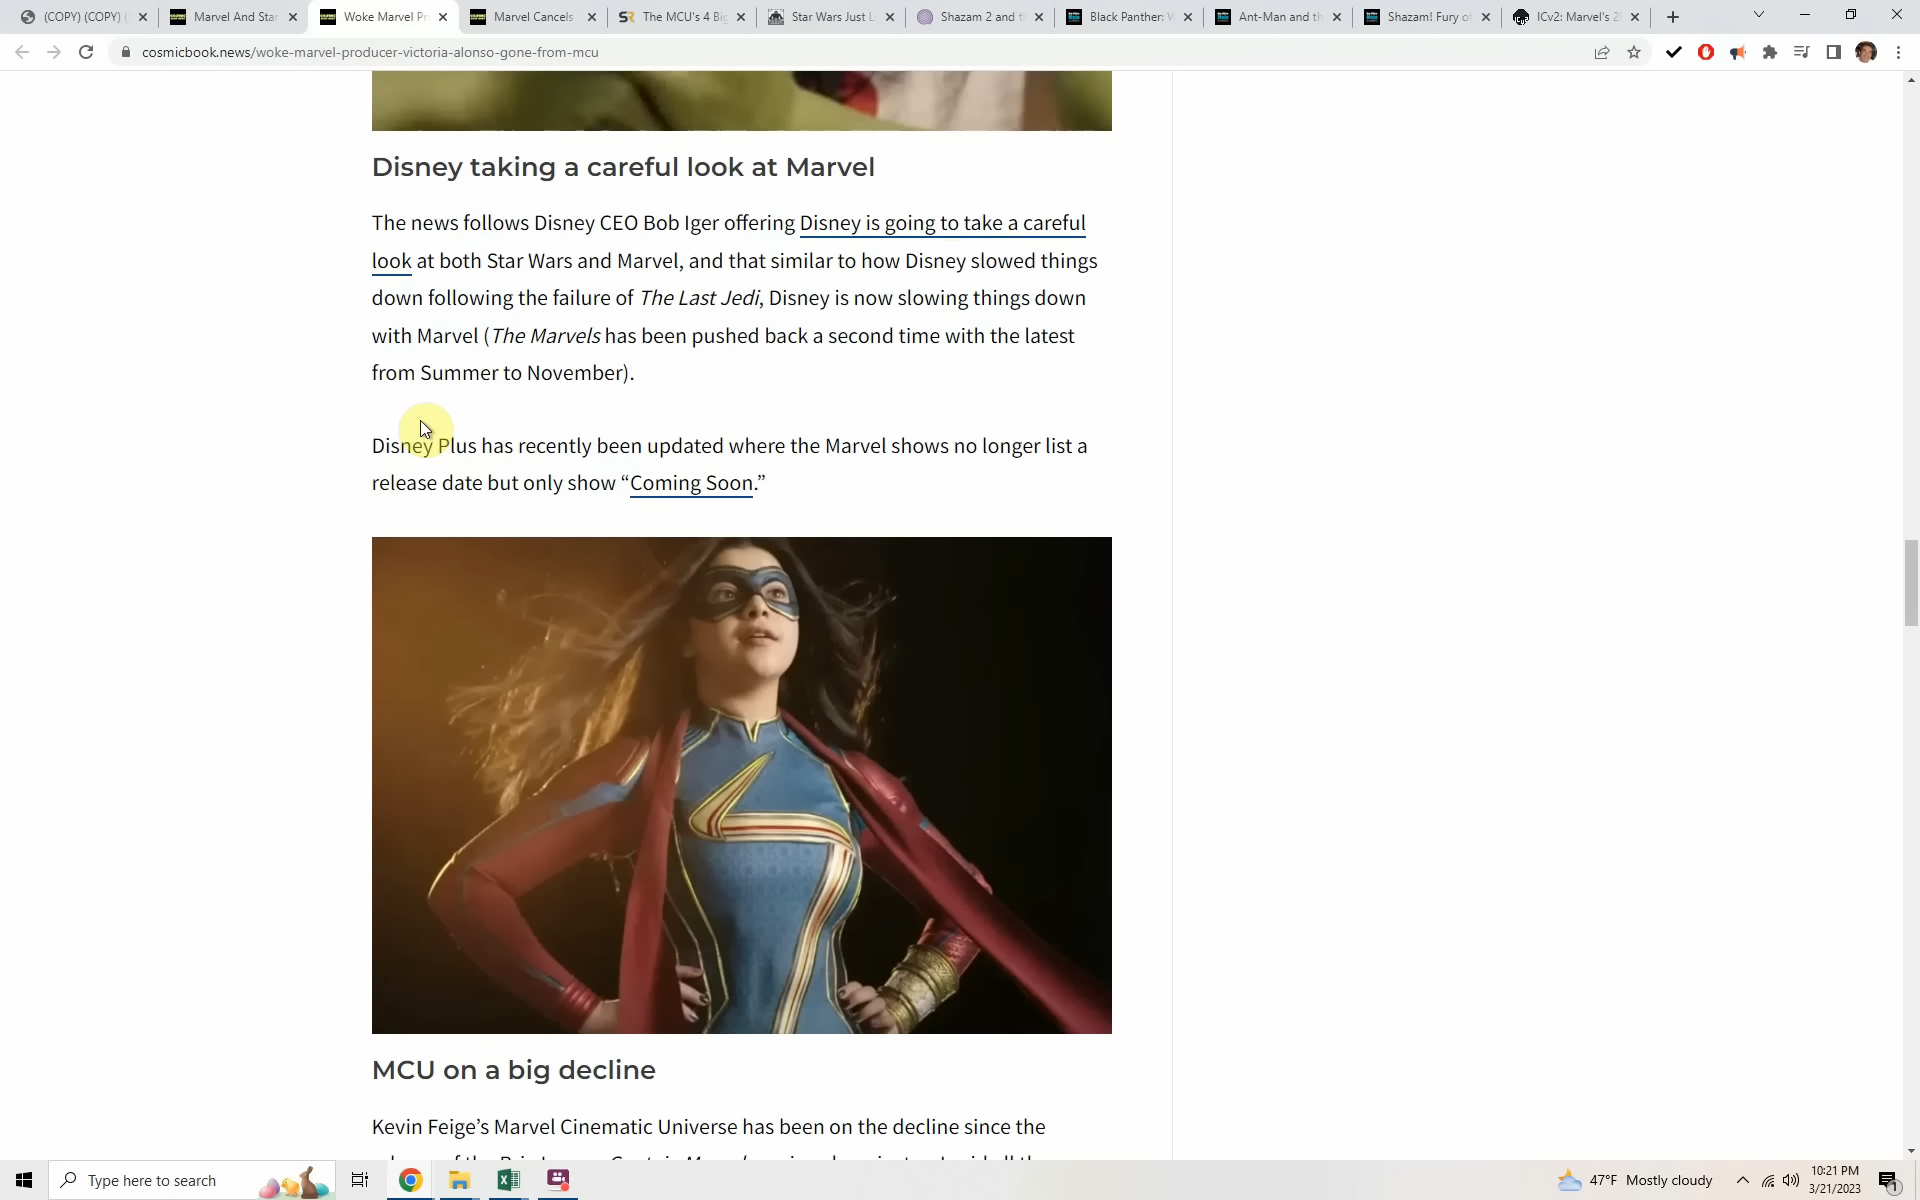 (COPY) (COPY) (
Marvel And Star
Woke Marvel Pr
Marvel Cancels
The MCU's 4 Big
Star Wars Just L
Shazam 2 and t
Black Panther: W
Ant-Man and th
Shazam! Fury of
ICv2: Marvel's 2
cosmicbook.news/woke-marvel-producer-victoria-alonso-gone-from-mcu
Disney taking a careful look at Marvel
The news follows Disney CEO Bob Iger offering Disney is going to take a careful
look at both Star Wars and Marvel, and that similar to how Disney slowed things
down following the failure of The Last Jedi, Disney is now slowing things down
with Marvel (The Marvels has been pushed back a second time with the latest
from Summer to November).
Disney Plus has recently been updated where the Marvel shows no longer list a
release date but only show “Coming Soon.”
MCU on a big decline
Kevin Feige’s Marvel Cinematic Universe has been on the decline since the
Type here to search
47°F Mostly cloudy
10:21 PM
3/21/2023
1